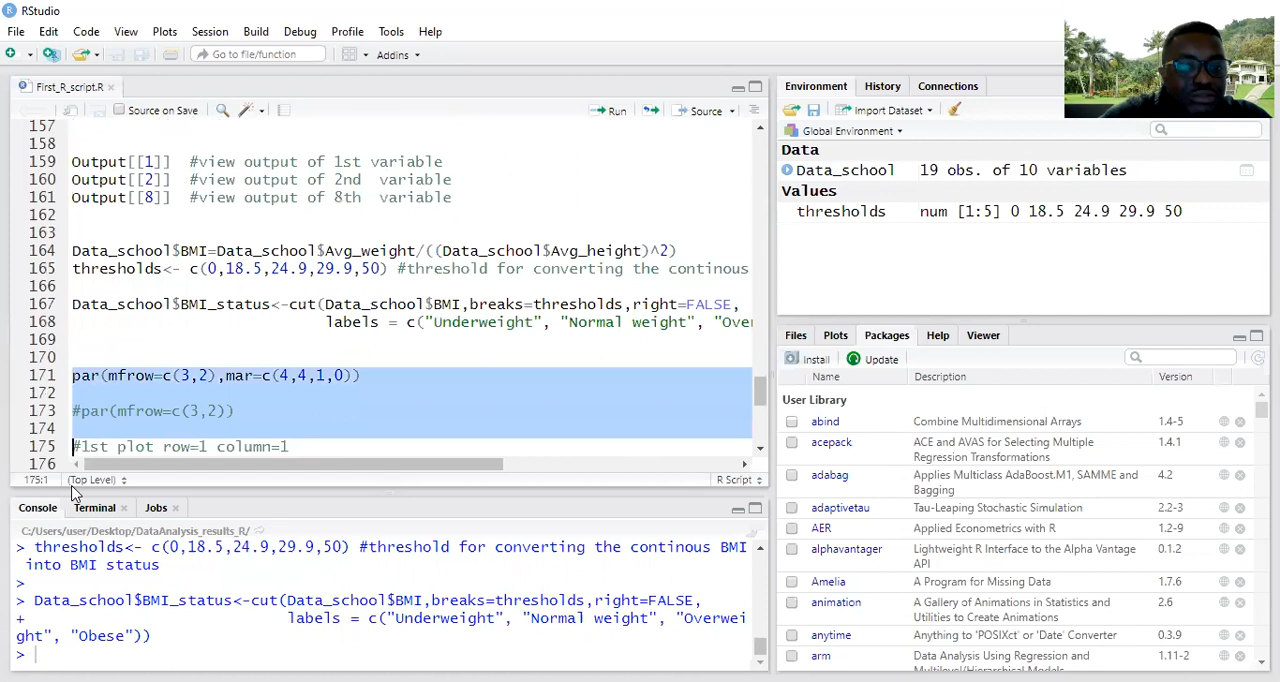 RStudio
File Edit Code View Plots Session Build Debug Profile Tools Help
Go to file/function Addins
First_R_script.R
Source on Save Run Source
157
158
159 Output[[1]]  #view output of 1st variable
160 Output[[2]]  #view output of 2nd  variable
161 Output[[8]]  #view output of 8th  variable
162
163
164 Data_school$BMI=Data_school$Avg_weight/((Data_school$Avg_height)^2)
165 thresholds<- c(0,18.5,24.9,29.9,50) #threshold for converting the continous
166
167 Data_school$BMI_status<-cut(Data_school$BMI,breaks=thresholds,right=FALSE,
168 labels = c("Underweight", "Normal weight", "Over
169
170
171 par(mfrow=c(3,2),mar=c(4,4,1,0))
172
173 #par(mfrow=c(3,2))
174
175 #1st plot row=1 column=1
176
175:1 (Top Level) R Script
Console Terminal Jobs
C:/Users/user/Desktop/DataAnalysis_results_R/
> thresholds<- c(0,18.5,24.9,29.9,50) #threshold for converting the continous BMI
into BMI status
>
> Data_school$BMI_status<-cut(Data_school$BMI,breaks=thresholds,right=FALSE,
+ labels = c("Underweight", "Normal weight", "Overwei
ght", "Obese"))
>
Environment History Connections
Import Dataset
Global Environment
Data
Data_school 19 obs. of 10 variables
Values
thresholds num [1:5] 0 18.5 24.9 29.9 50
Files Plots Packages Help Viewer
Install Update
Name Description Version
User Library
abind Combine Multidimensional Arrays 1.4-5
acepack ACE and AVAS for Selecting Multiple 1.4.1
Regression Transformations
adabag Applies Multiclass AdaBoost.M1, SAMME and 4.2
Bagging
adaptivetau Tau-Leaping Stochastic Simulation 2.2-3
AER Applied Econometrics with R 1.2-9
alphavantager Lightweight R Interface to the Alpha Vantage 0.1.2
API
Amelia A Program for Missing Data 1.7.6
animation A Gallery of Animations in Statistics and 2.6
Utilities to Create Animations
anytime Anything to 'POSIXct' or 'Date' Converter 0.3.9
arm Data Analysis Using Regression and 1.11-2
Multilevel/Hierarchical Models